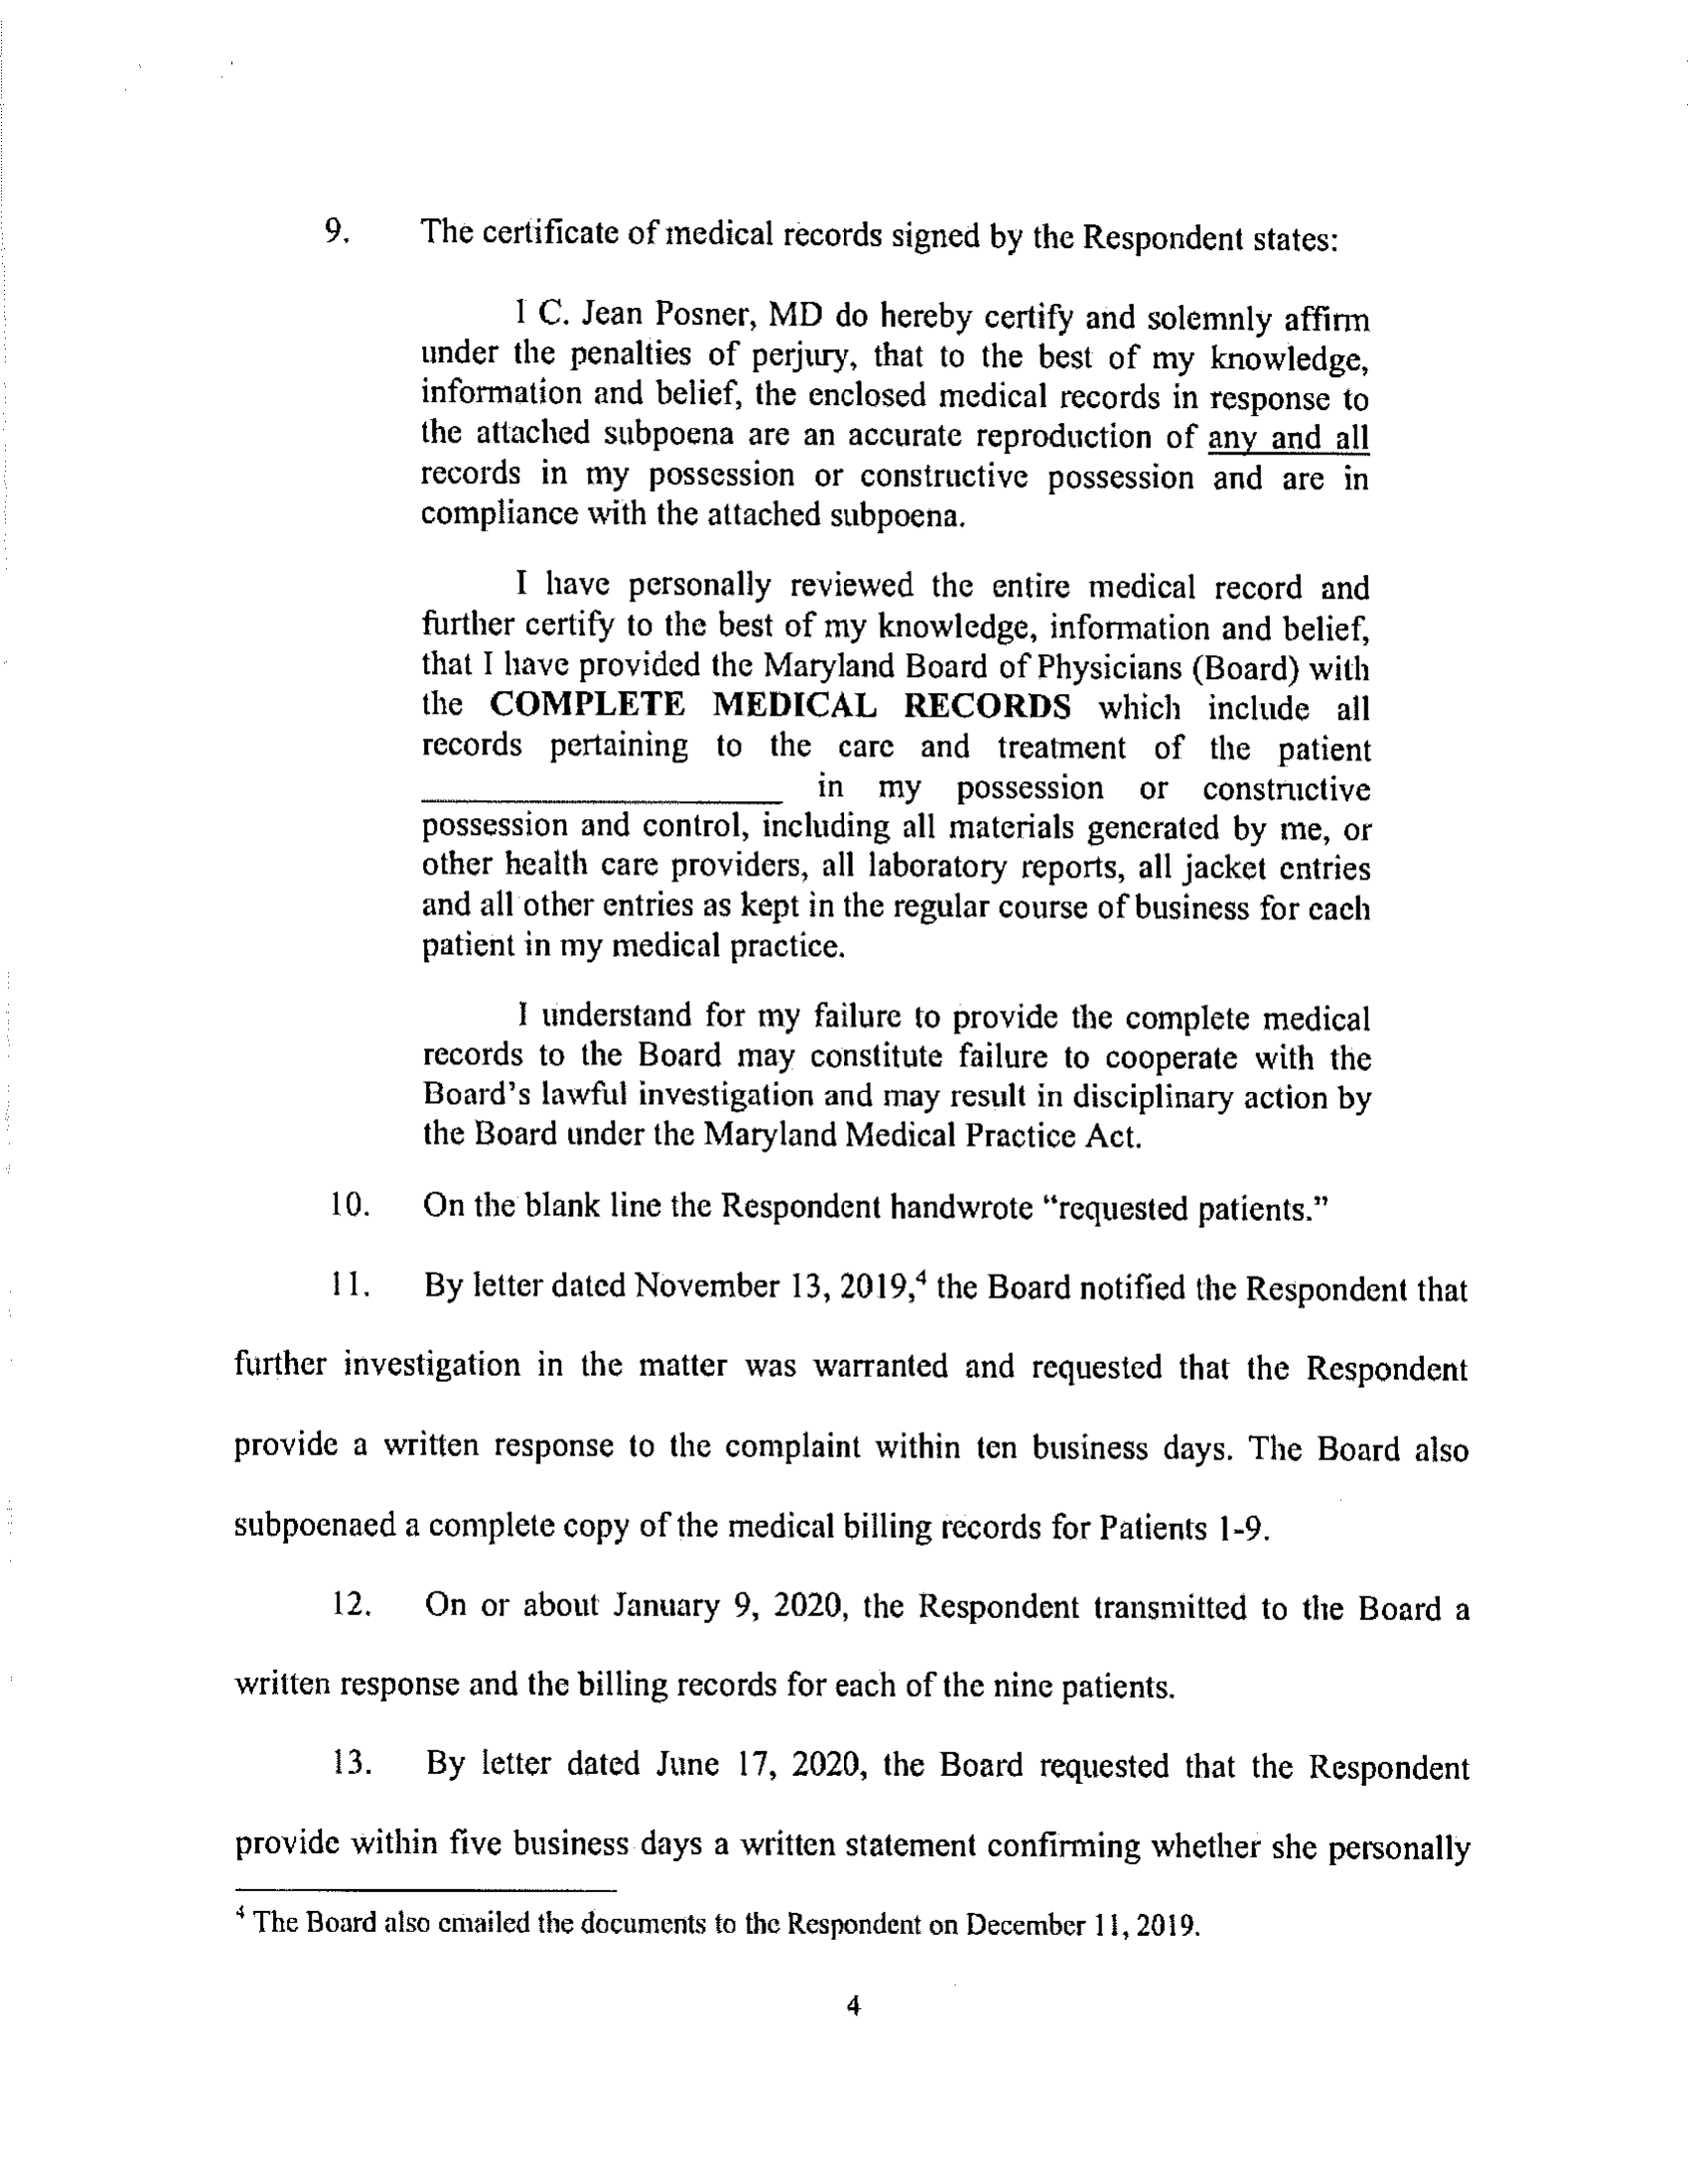 9. The certificate of medical records signed by the Respondent states:
I C. Jean Posner, MD do hereby certify and solemnly affirm
under the penalties of perjury, that to the best of my knowledge,
information and belief, the enclosed medical records in response to
the attached subpoena are an accurate reproduction of any and all
records in my possession or constructive possession and are in
compliance with the attached subpoena.
I have personally reviewed the entire medical record and
further certify to the best of my knowledge, information and belief,
that I have provided the Maryland Board of Physicians (Board) with
the COMPLETE MEDICAL RECORDS which include all
records pertaining to the care and treatment of the patient
____________________ in my possession or constructive
possession and control, including all materials generated by me, or
other health care providers, all laboratory reports, all jacket entries
and all other entries as kept in the regular course of business for each
patient in my medical practice.
I understand for my failure to provide the complete medical
records to the Board may constitute failure to cooperate with the
Board's lawful investigation and may result in disciplinary action by
the Board under the Maryland Medical Practice Act.
10. On the blank line the Respondent handwrote “requested patients.”
11. By letter dated November 13, 2019,⁴ the Board notified the Respondent that
further investigation in the matter was warranted and requested that the Respondent
provide a written response to the complaint within ten business days. The Board also
subpoenaed a complete copy of the medical billing records for Patients 1-9.
12. On or about January 9, 2020, the Respondent transmitted to the Board a
written response and the billing records for each of the nine patients.
13. By letter dated June 17, 2020, the Board requested that the Respondent
provide within five business days a written statement confirming whether she personally
⁴ The Board also emailed the documents to the Respondent on December 11, 2019.
4